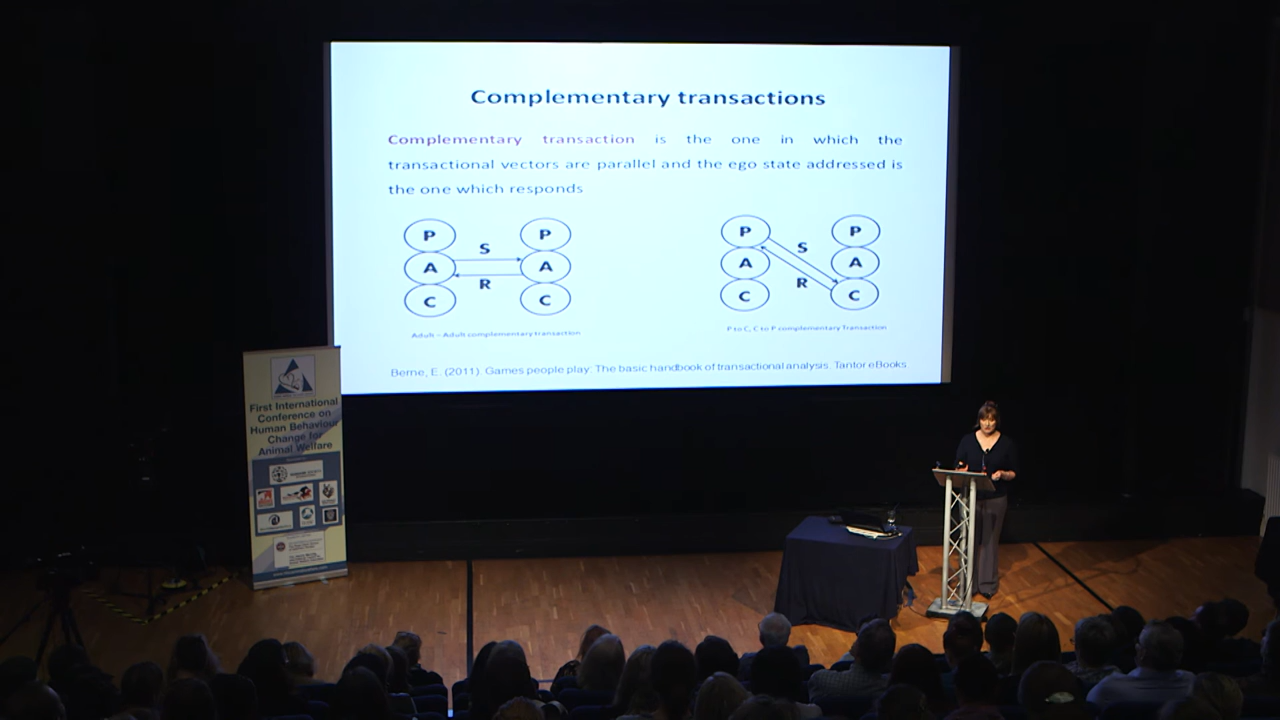 Complementary transactions
Complementary transaction is the one in which the
transactional vectors are parallel and the ego state addressed is
the one which responds
P P
S
A A
R
C C
P P
S
A A
R
C C
Adult – Adult complementary transaction
P to C, C to P complementary Transaction
Berne, E. (2011). Games people play: The basic handbook of transactional analysis. Tantor eBooks
First International
Conference on
Human Behaviour
Change for
Animal Welfare